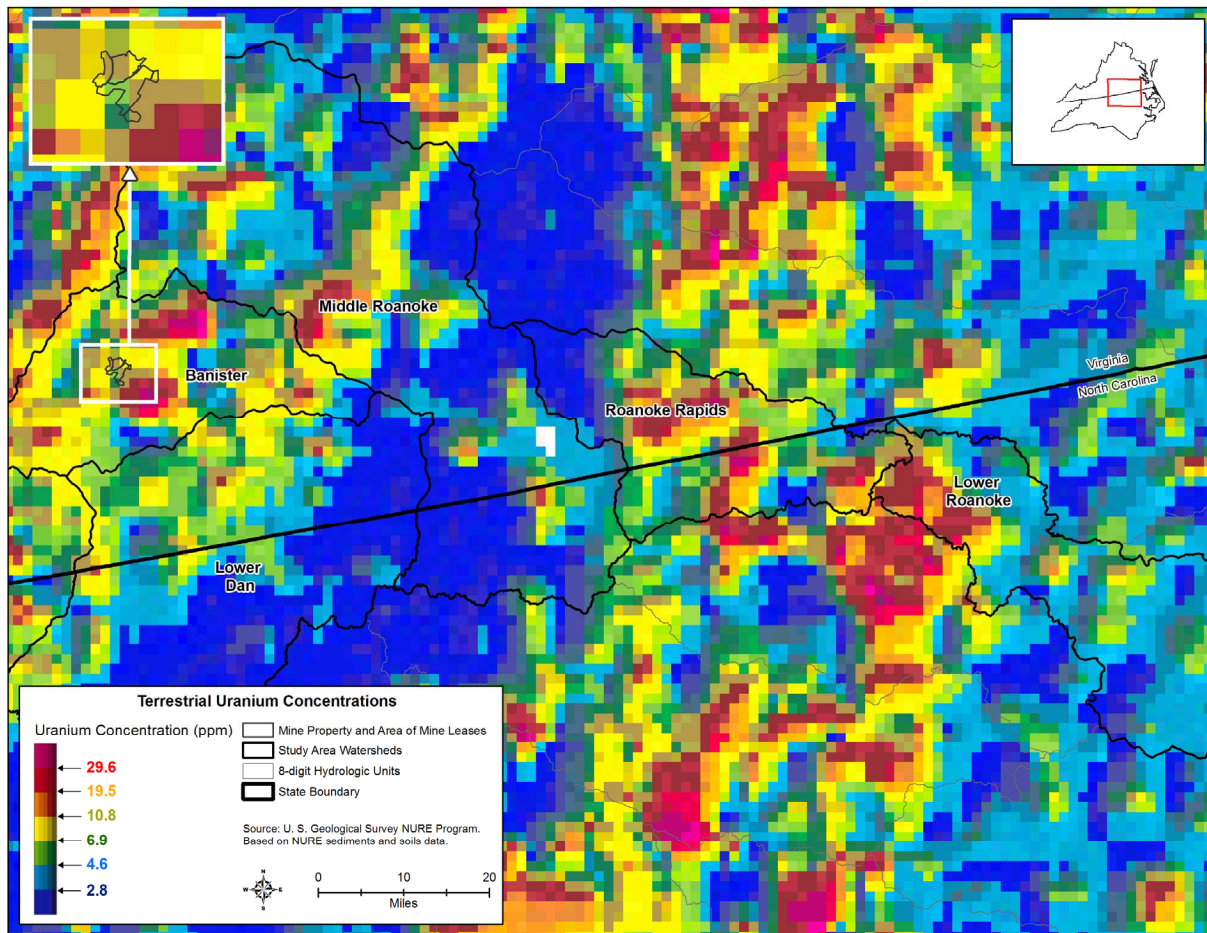 Middle Roanoke
Banister
Virginia
North Carolina
Roanoke Rapids
Lower
Roanoke
Lower
Dan
Terrestrial Uranium Concentrations
Uranium Concentration (ppm)
29.6
19.5
10.8
6.9
4.6
2.8
Mine Property and Area of Mine Leases
Study Area Watersheds
8-digit Hydrologic Units
State Boundary
Source: U. S. Geological Survey NURE Program.
Based on NURE sediments and soils data.
N
W E
S
0 10 20
Miles